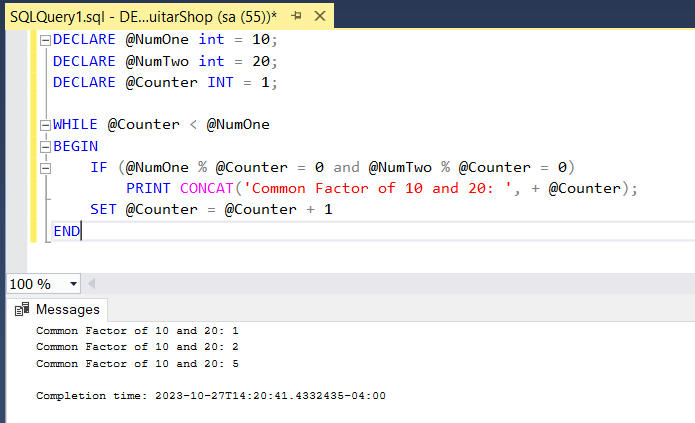 SQLQuery1.sql - DE...uitarShop (sa (55))*
DECLARE @NumOne int = 10;
DECLARE @NumTwo int = 20;
DECLARE @Counter INT = 1;
WHILE @Counter < @NumOne
BEGIN
IF (@NumOne % @Counter = 0 and @NumTwo % @Counter = 0)
PRINT CONCAT('Common Factor of 10 and 20: ', + @Counter);
SET @Counter = @Counter + 1
END
100 %
Messages
Common Factor of 10 and 20: 1
Common Factor of 10 and 20: 2
Common Factor of 10 and 20: 5
Completion time: 2023-10-27T14:20:41.4332435-04:00